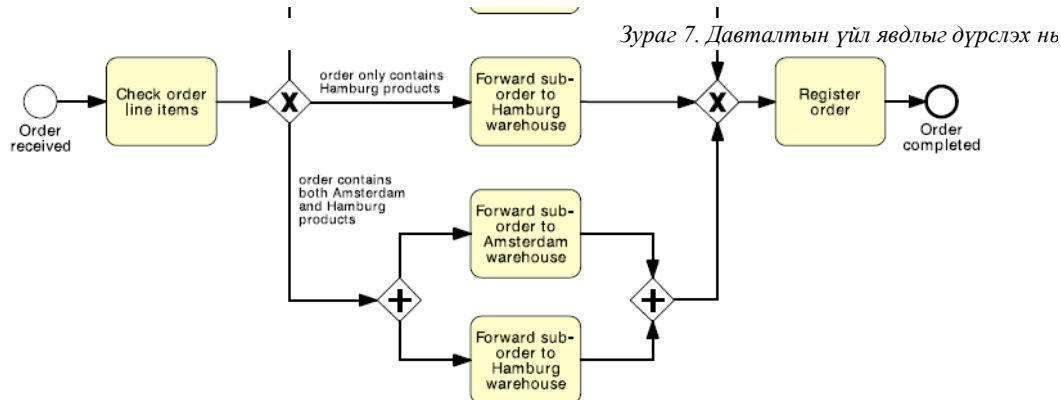 Зураг 7. Давталтын үйл явдлыг дүрслэх нь
order only contains
Hamburg products
Check order
line items
Forward sub-
order to
Hamburg
warehouse
Register
order
Order
received
Order
completed
order contains
both Amsterdam
and Hamburg
products
Forward sub-
order to
Amsterdam
warehouse
Forward sub-
order to
Hamburg
warehouse